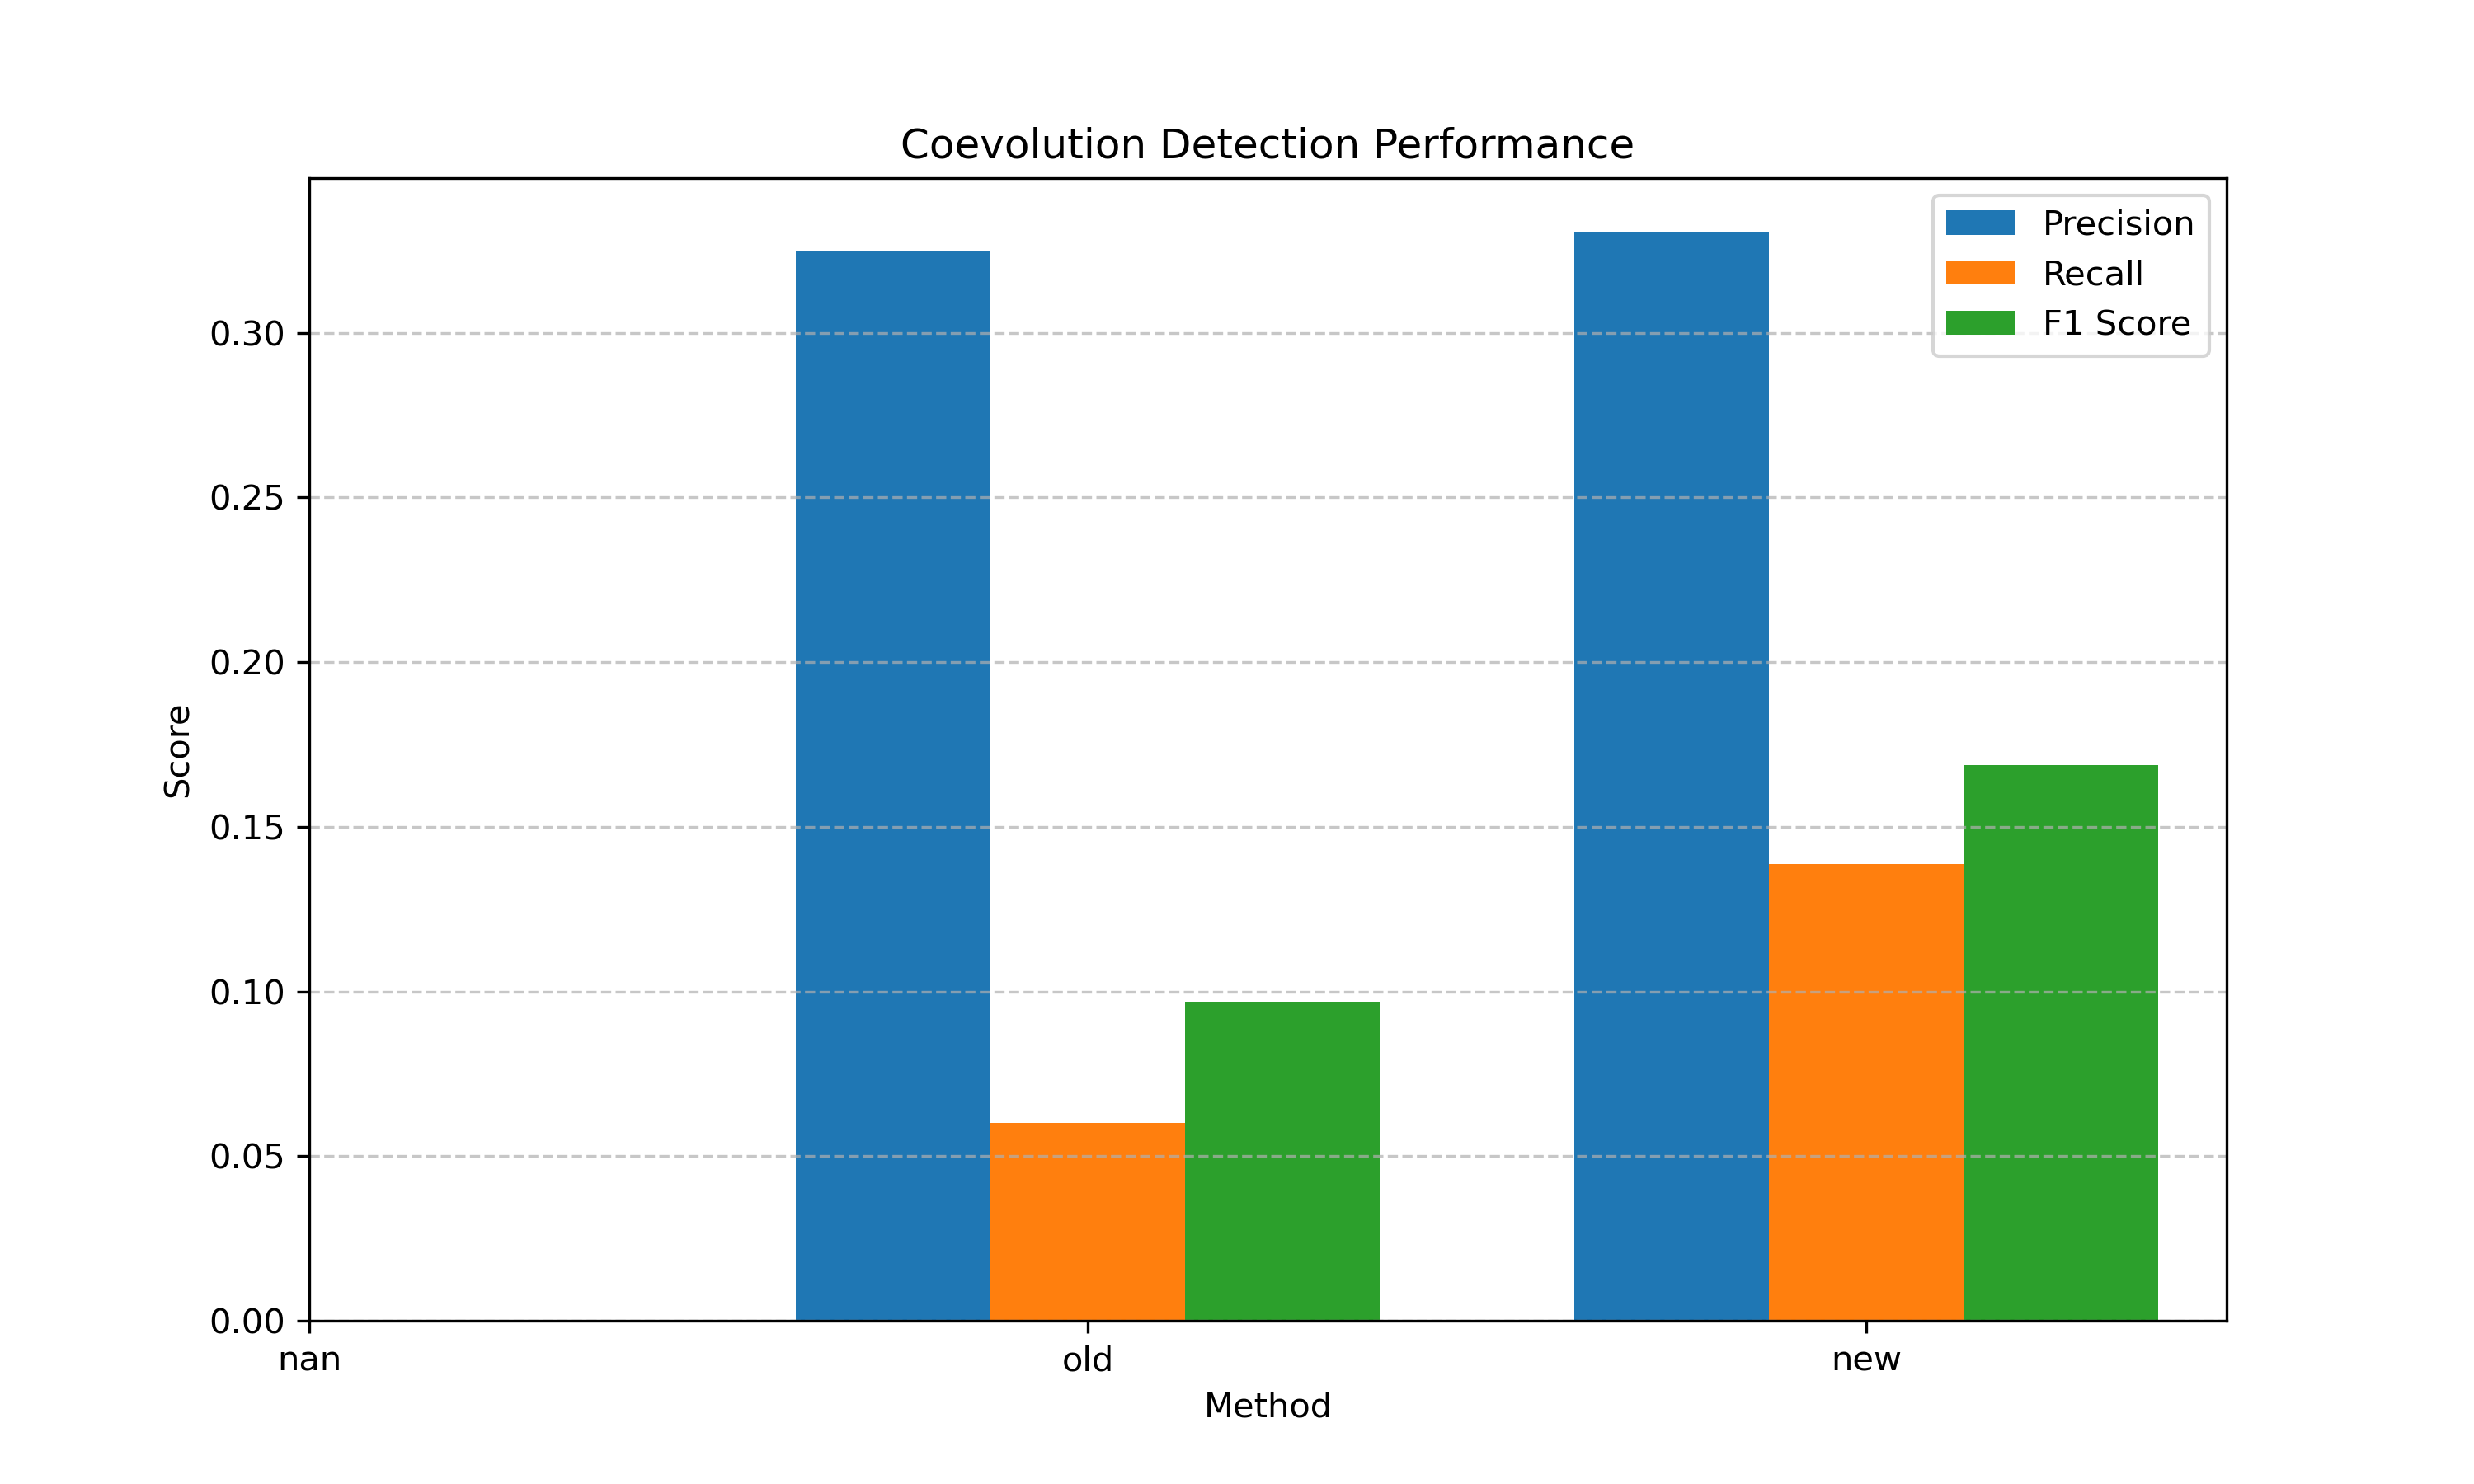 Coevolution Detection Performance
Precision
Recall
F1 Score
0.30
0.25
0.20
0.15
0.10
0.05
0.00
Score
nan old new
Method